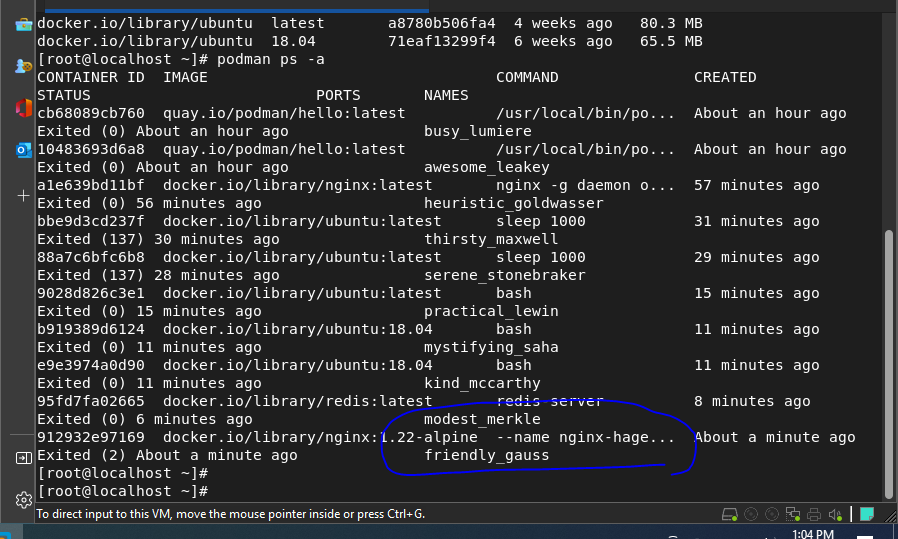 docker.io/library/ubuntu  latest       a8780b506fa4  4 weeks ago   80.3 MB
docker.io/library/ubuntu  18.04        71eaf13299f4  6 weeks ago   65.5 MB
[root@localhost ~]# podman ps -a
CONTAINER ID  IMAGE                                COMMAND               CREATED
STATUS                         PORTS       NAMES
cb68089cb760  quay.io/podman/hello:latest          /usr/local/bin/po...  About an hour ago
Exited (0) About an hour ago               busy_lumiere
10483693d6a8  quay.io/podman/hello:latest          /usr/local/bin/po...  About an hour ago
Exited (0) About an hour ago               awesome_leakey
a1e639bd11bf  docker.io/library/nginx:latest       nginx -g daemon o...  57 minutes ago
Exited (0) 56 minutes ago                  heuristic_goldwasser
bbe9d3cd237f  docker.io/library/ubuntu:latest      sleep 1000            31 minutes ago
Exited (137) 30 minutes ago                thirsty_maxwell
88a7c6bfc6b8  docker.io/library/ubuntu:latest      sleep 1000            29 minutes ago
Exited (137) 28 minutes ago                serene_stonebraker
9028d826c3e1  docker.io/library/ubuntu:latest      bash                  15 minutes ago
Exited (0) 15 minutes ago                  practical_lewin
b919389d6124  docker.io/library/ubuntu:18.04       bash                  11 minutes ago
Exited (0) 11 minutes ago                  mystifying_saha
e9e3974a0d90  docker.io/library/ubuntu:18.04       bash                  11 minutes ago
Exited (0) 11 minutes ago                  kind_mccarthy
95fd7fa02665  docker.io/library/redis:latest       redis-server          8 minutes ago
Exited (0) 6 minutes ago                   modest_merkle
912932e97169  docker.io/library/nginx:1.22-alpine  --name nginx-hage...  About a minute ago
Exited (2) About a minute ago              friendly_gauss
[root@localhost ~]#
[root@localhost ~]#
To direct input to this VM, move the mouse pointer inside or press Ctrl+G.
1:04 PM